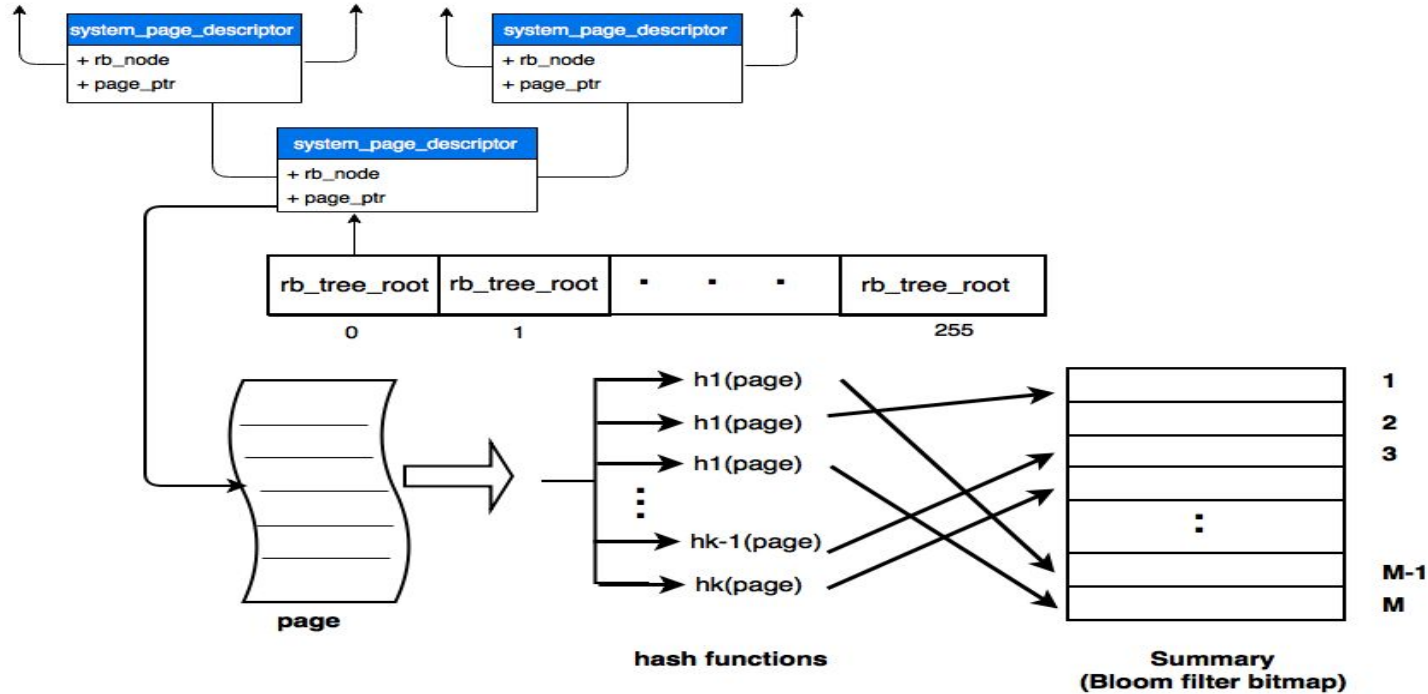 system_page_descriptor
+ rb_node
+ page_ptr
system_page_descriptor
+ rb_node
+ page_ptr
system_page_descriptor
+ rb_node
+ page_ptr
rb_tree_root rb_tree_root . . . rb_tree_root
0 1 255
h1(page)
h1(page)
h1(page)
:
hk-1(page)
hk(page)
page
hash functions
1
2
3
:
M-1
M
Summary
(Bloom filter bitmap)